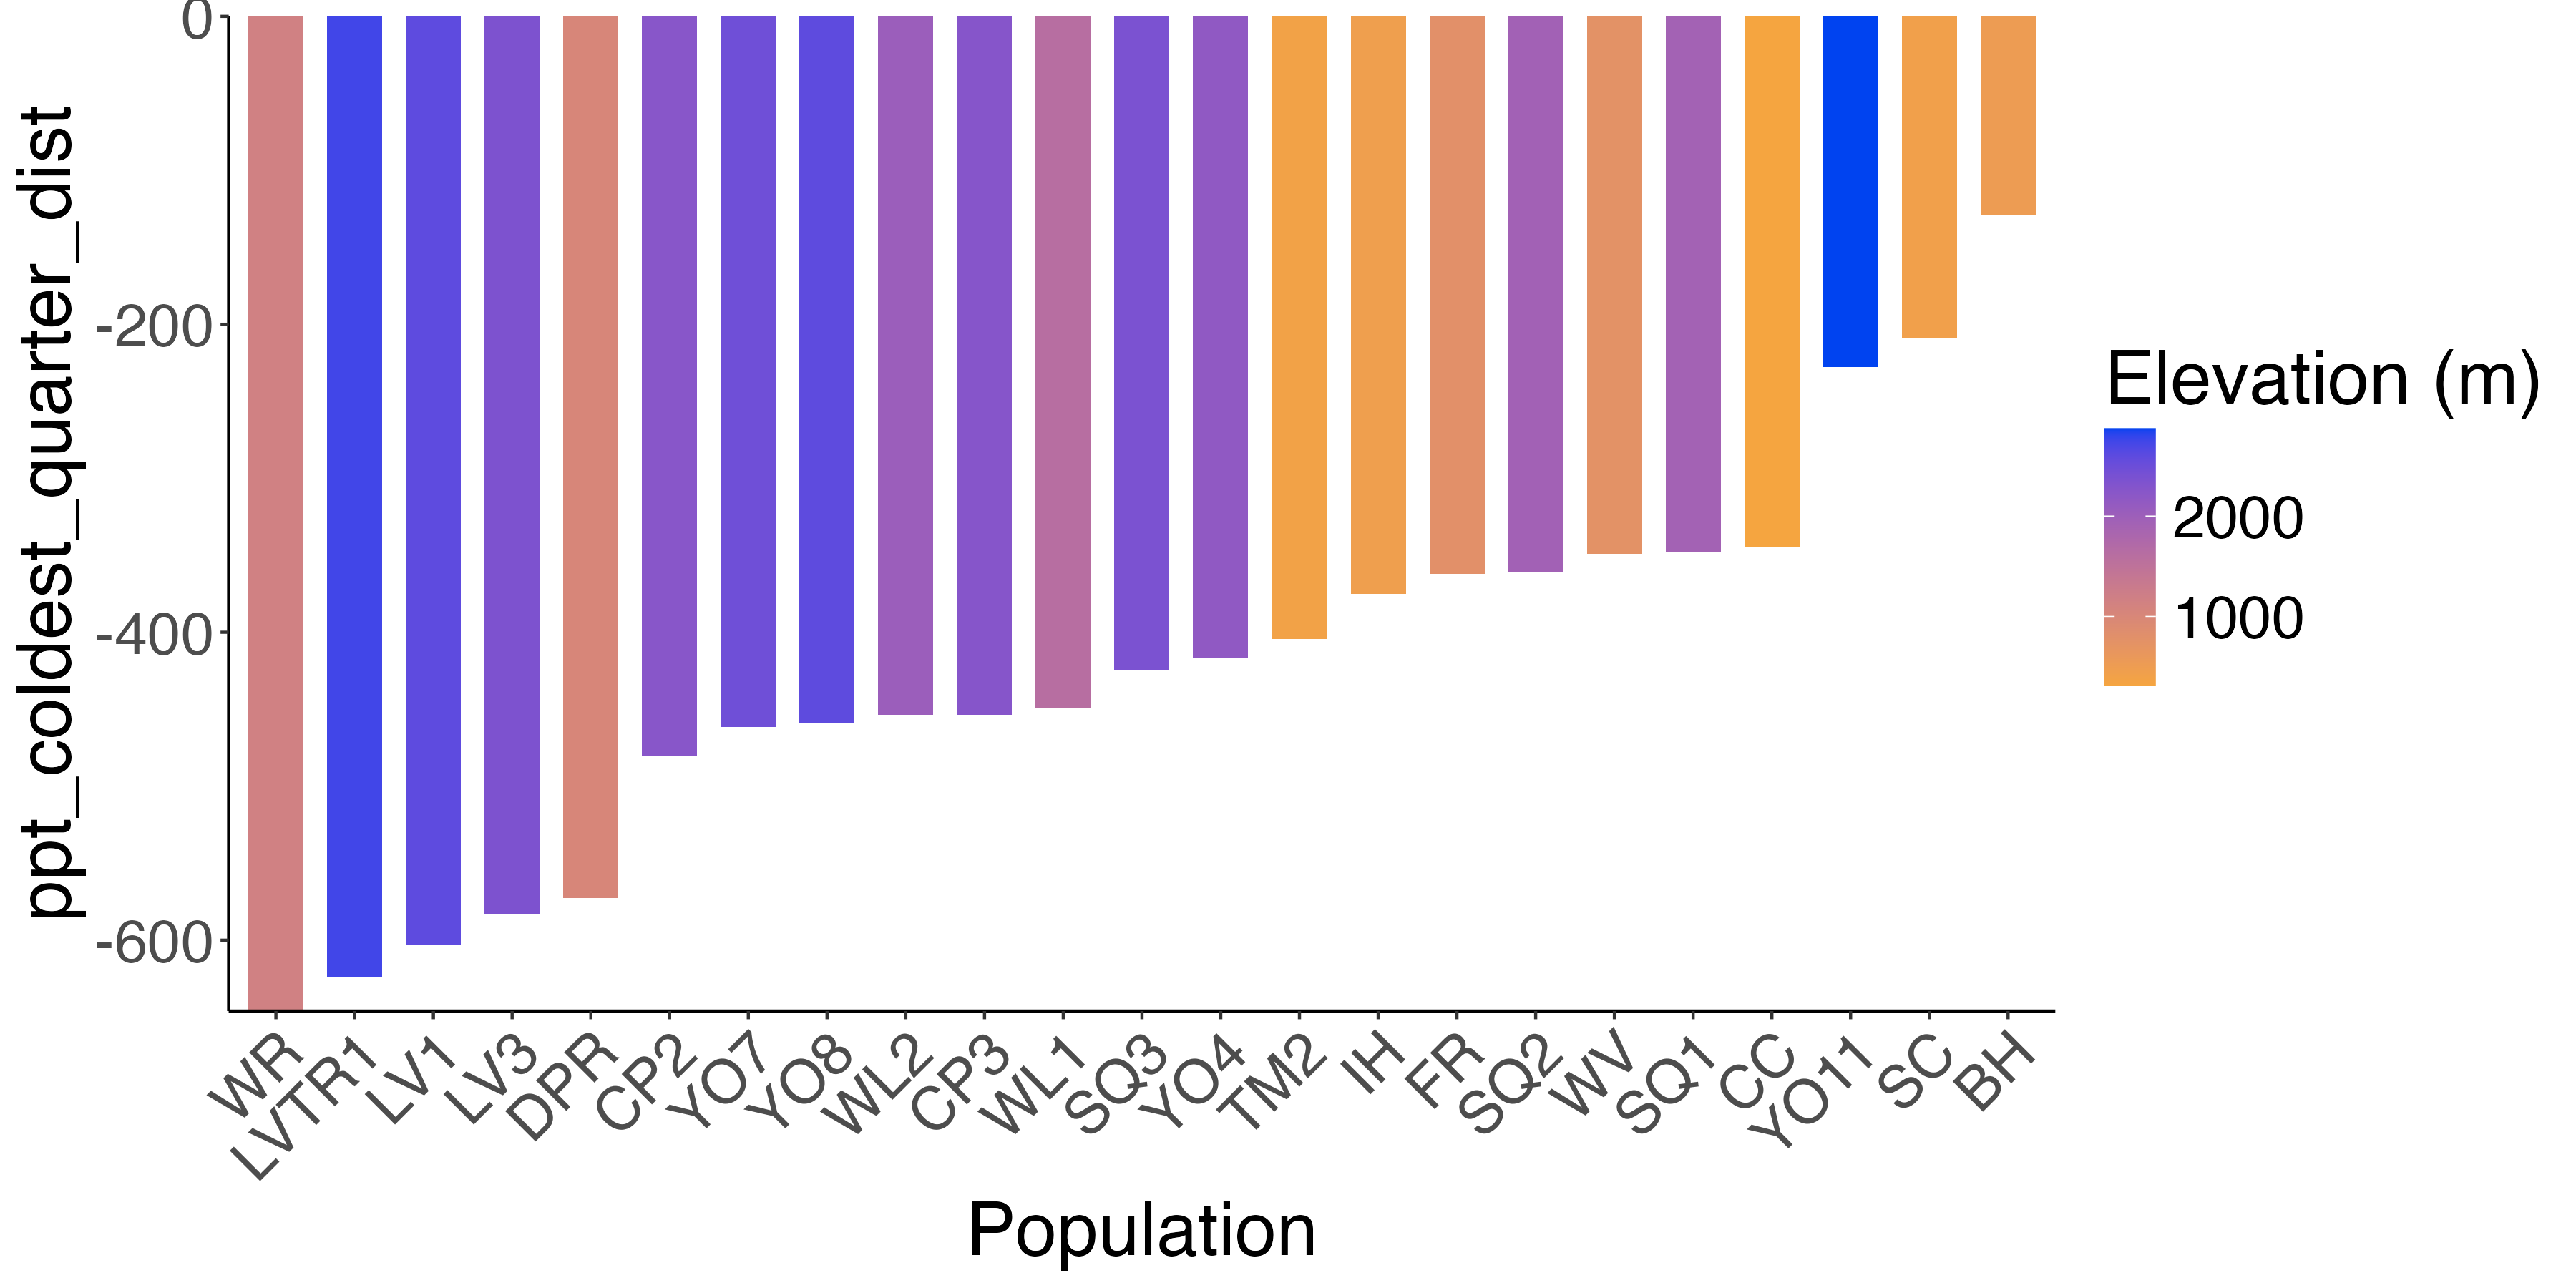 ppt_coldest_quarter_dist
0
-200
-400
-600
WR
LVTR1
LV1
LV3
DPR
CP2
YO7
YO8
WL2
CP3
WL1
SQ3
YO4
TM2
IH
FR
SQ2
WV
SQ1
CC
YO11
SC
BH
Population
Elevation (m)
2000
1000